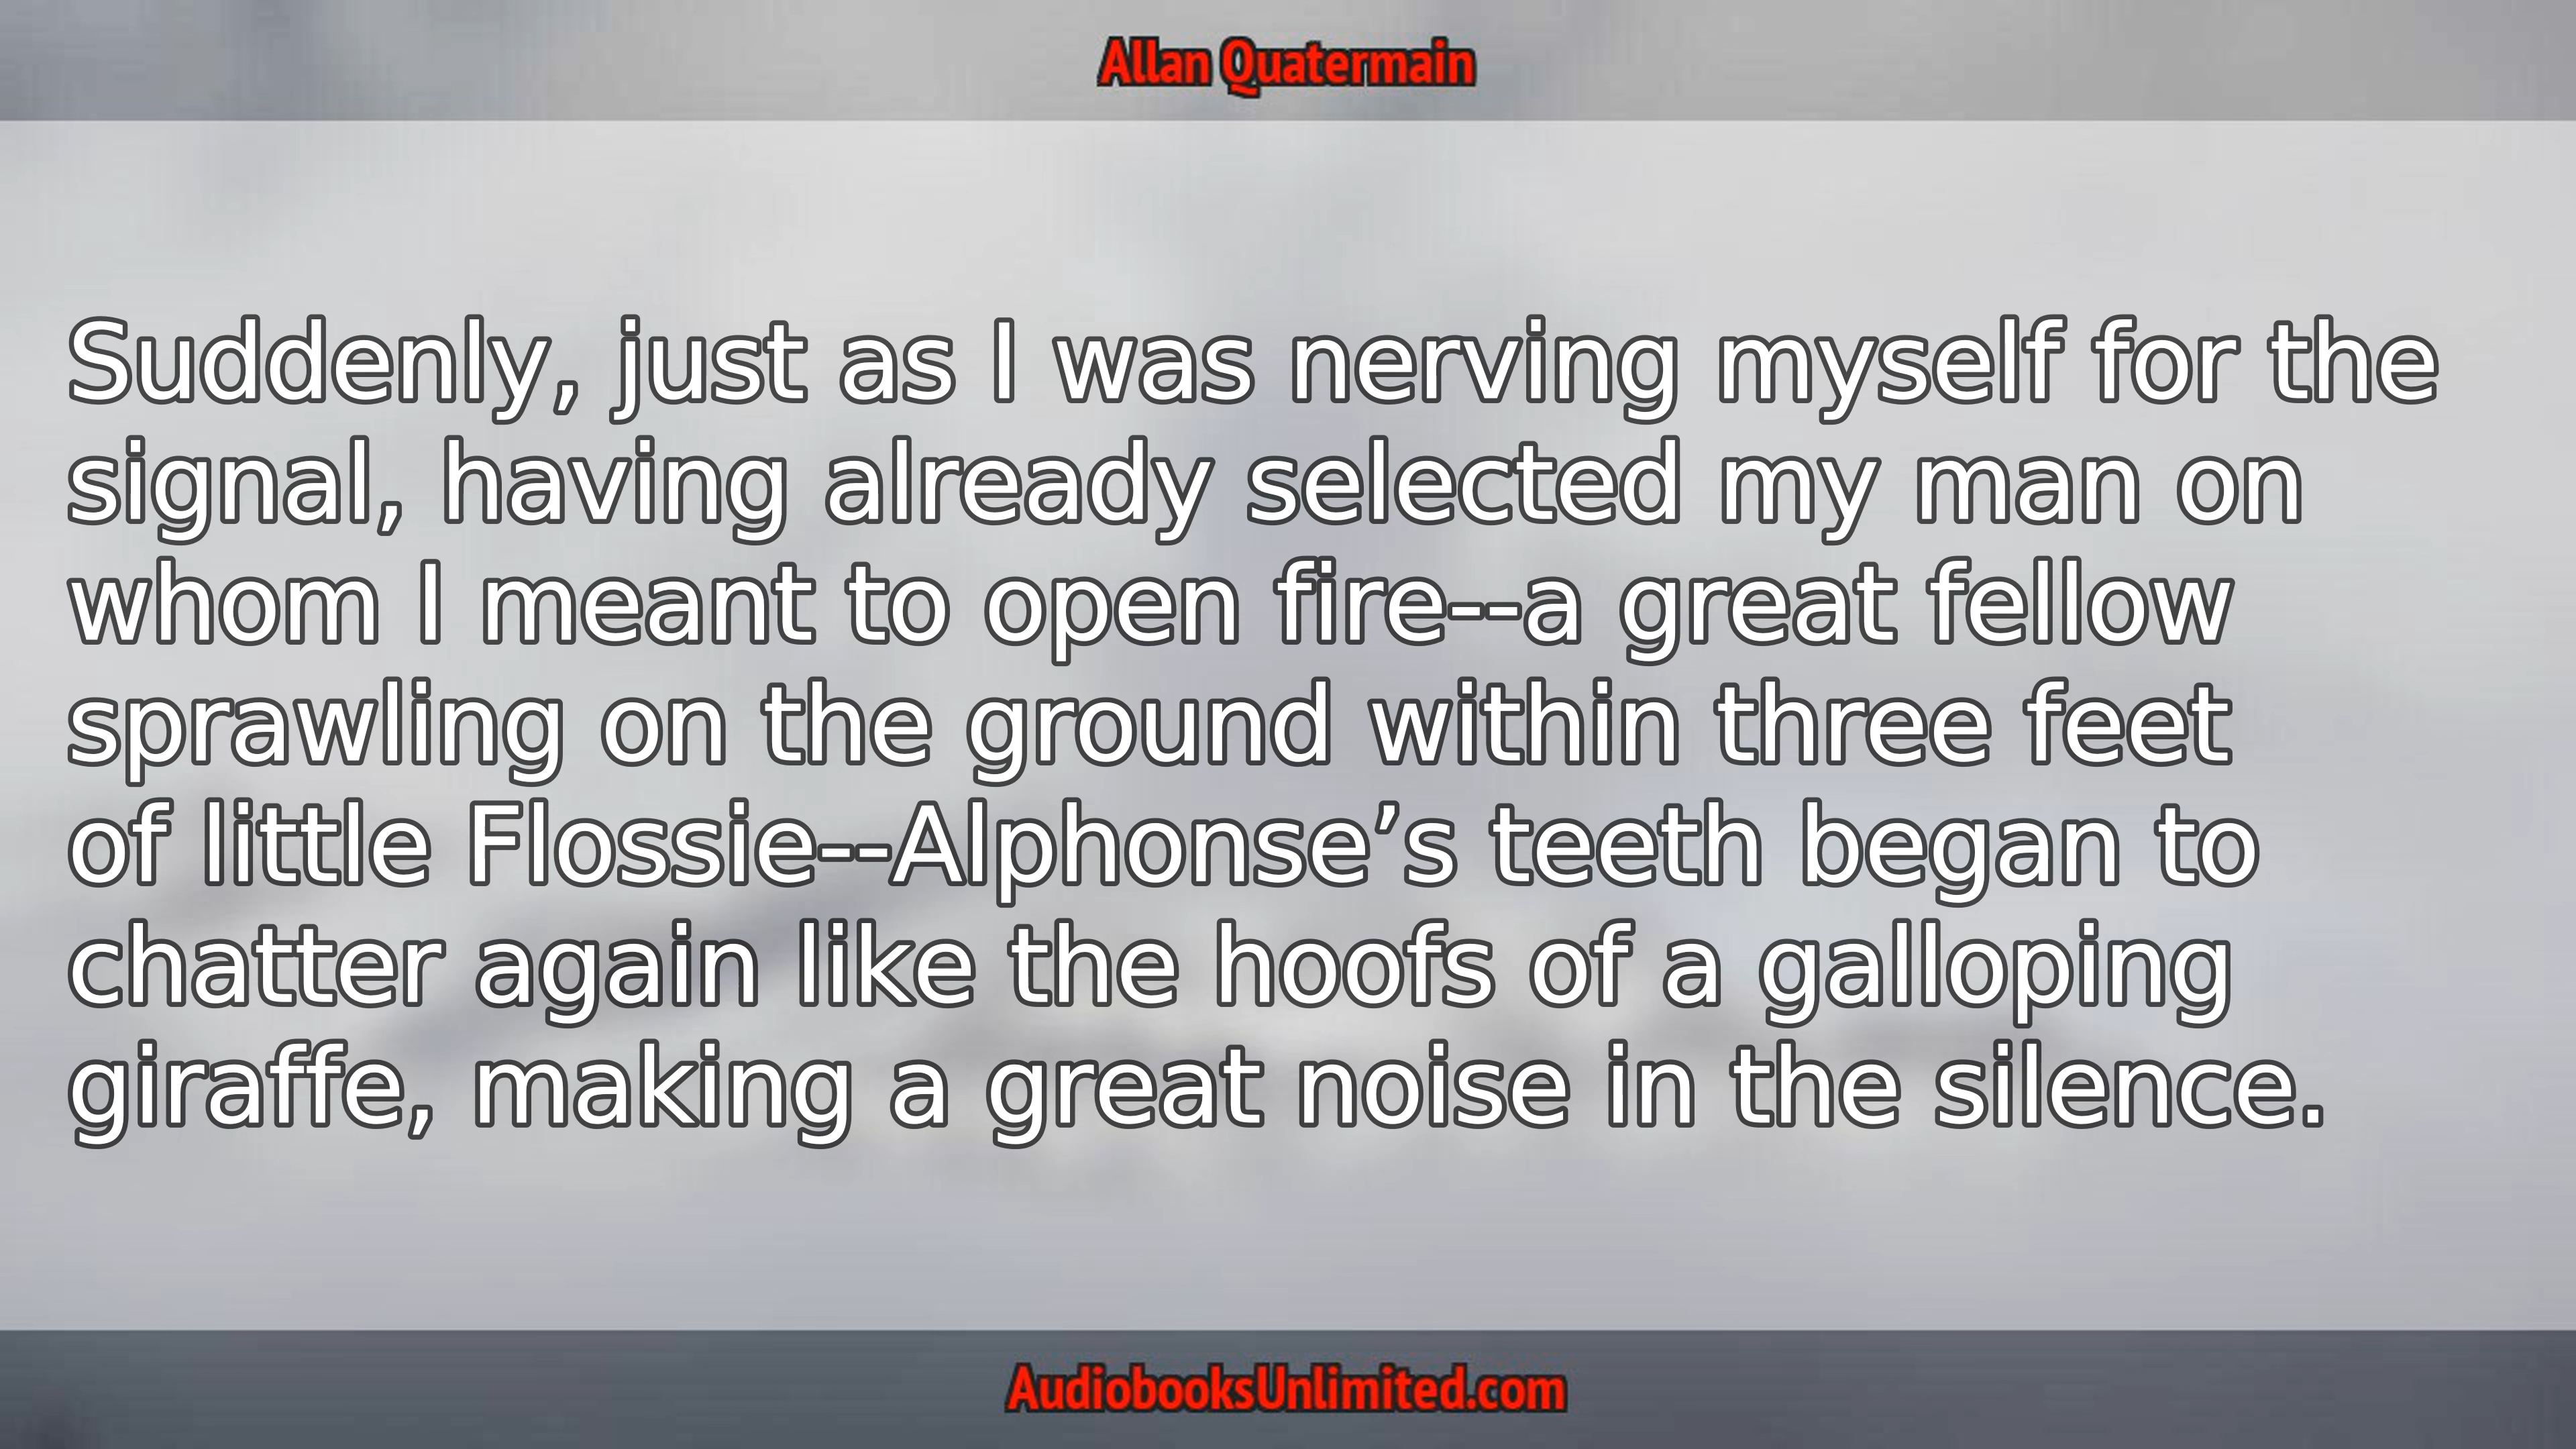 Allan Quatermain
Suddenly, just as I was nerving myself for the
signal, having already selected my man on
whom I meant to open fire--a great fellow
sprawling on the ground within three feet
of little Flossie--Alphonse’s teeth began to
chatter again like the hoofs of a galloping
giraffe, making a great noise in the silence.
AudiobooksUnlimited.com